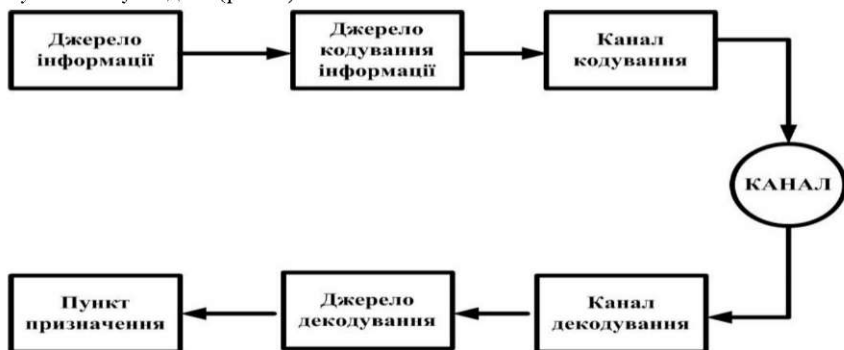 Джерело
інформації
Джерело
кодування
інформації
Канал
кодування
КАНАЛ
Пункт
призначення
Джерело
декодування
Канал
декодування